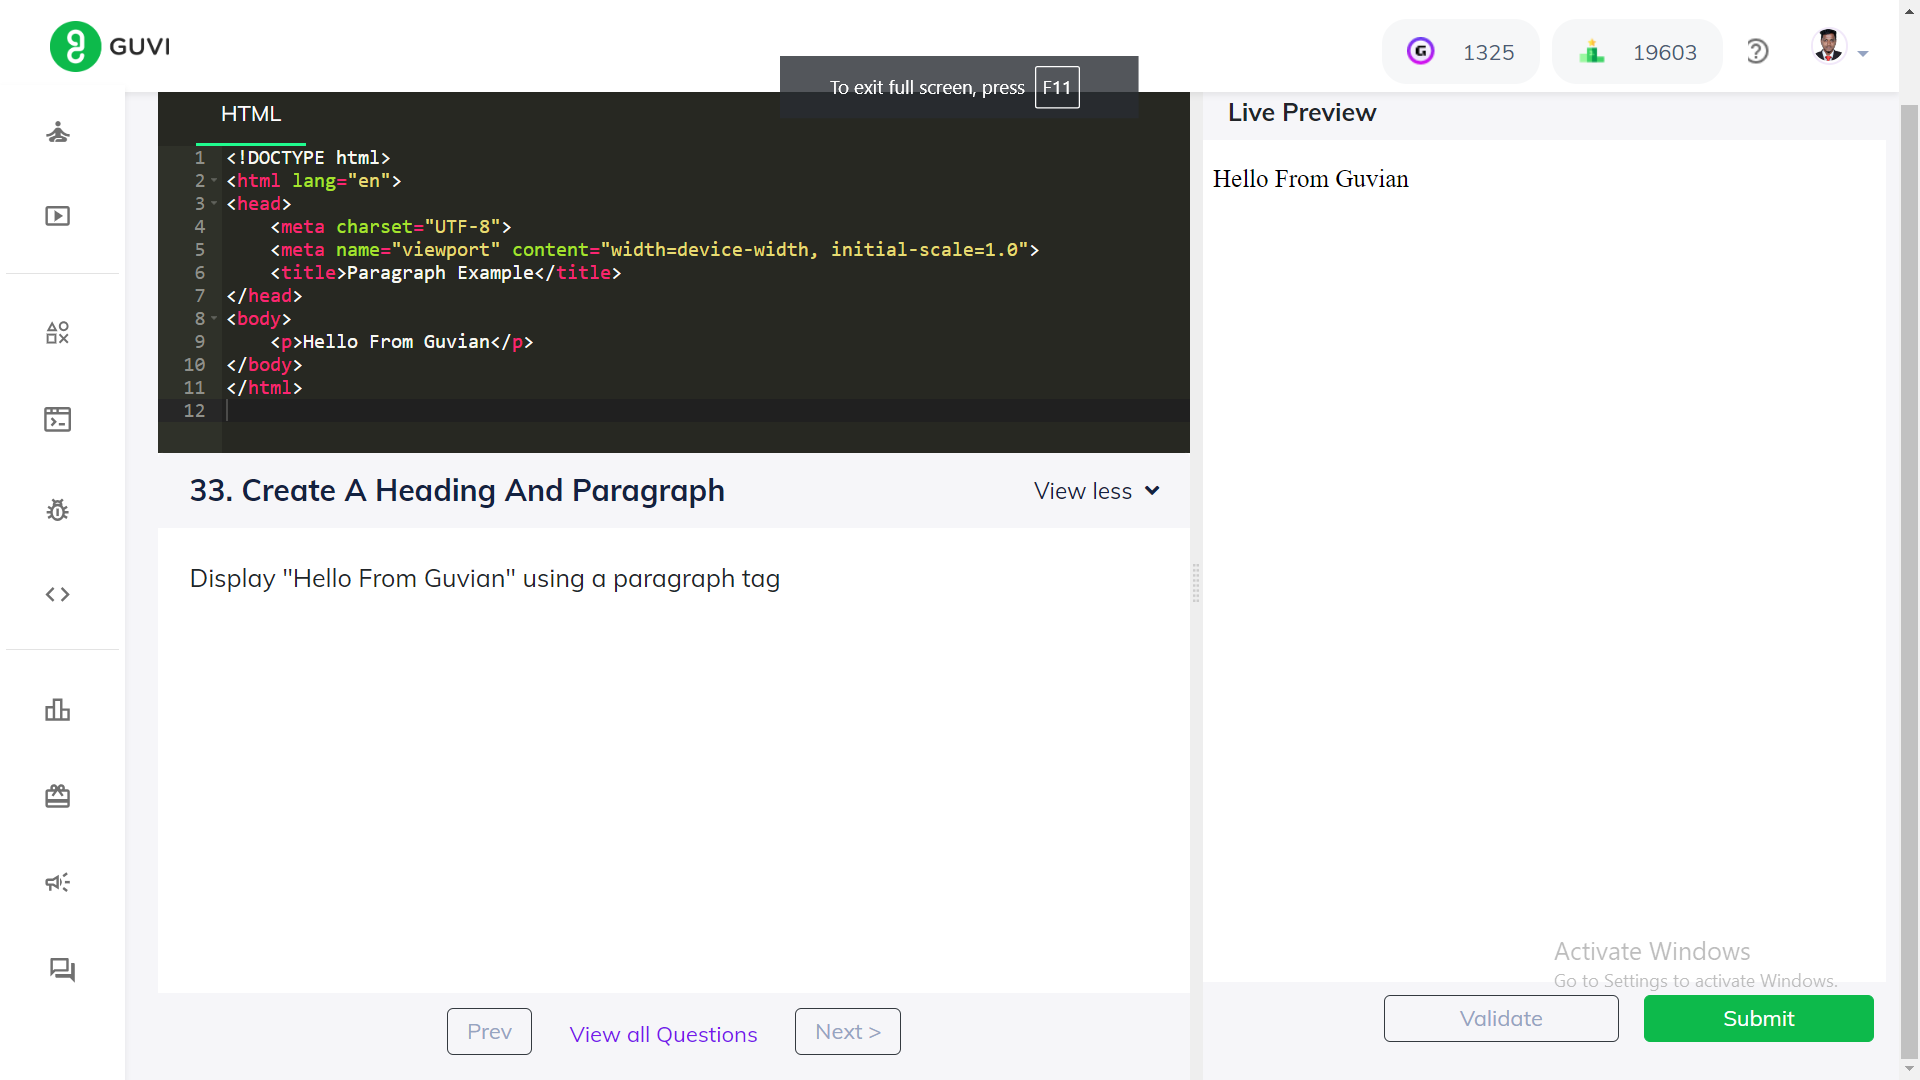 GUVI
1325
19603
To exit full screen, press F11
HTML
Live Preview
1 <!DOCTYPE html>
2 <html lang="en">
3 <head>
4     <meta charset="UTF-8">
5     <meta name="viewport" content="width=device-width, initial-scale=1.0">
6     <title>Paragraph Example</title>
7 </head>
8 <body>
9     <p>Hello From Guvian</p>
10 </body>
11 </html>
12
Hello From Guvian
33. Create A Heading And Paragraph
View less
Display "Hello From Guvian" using a paragraph tag
Activate Windows
Go to Settings to activate Windows.
Prev
View all Questions
Next >
Validate
Submit